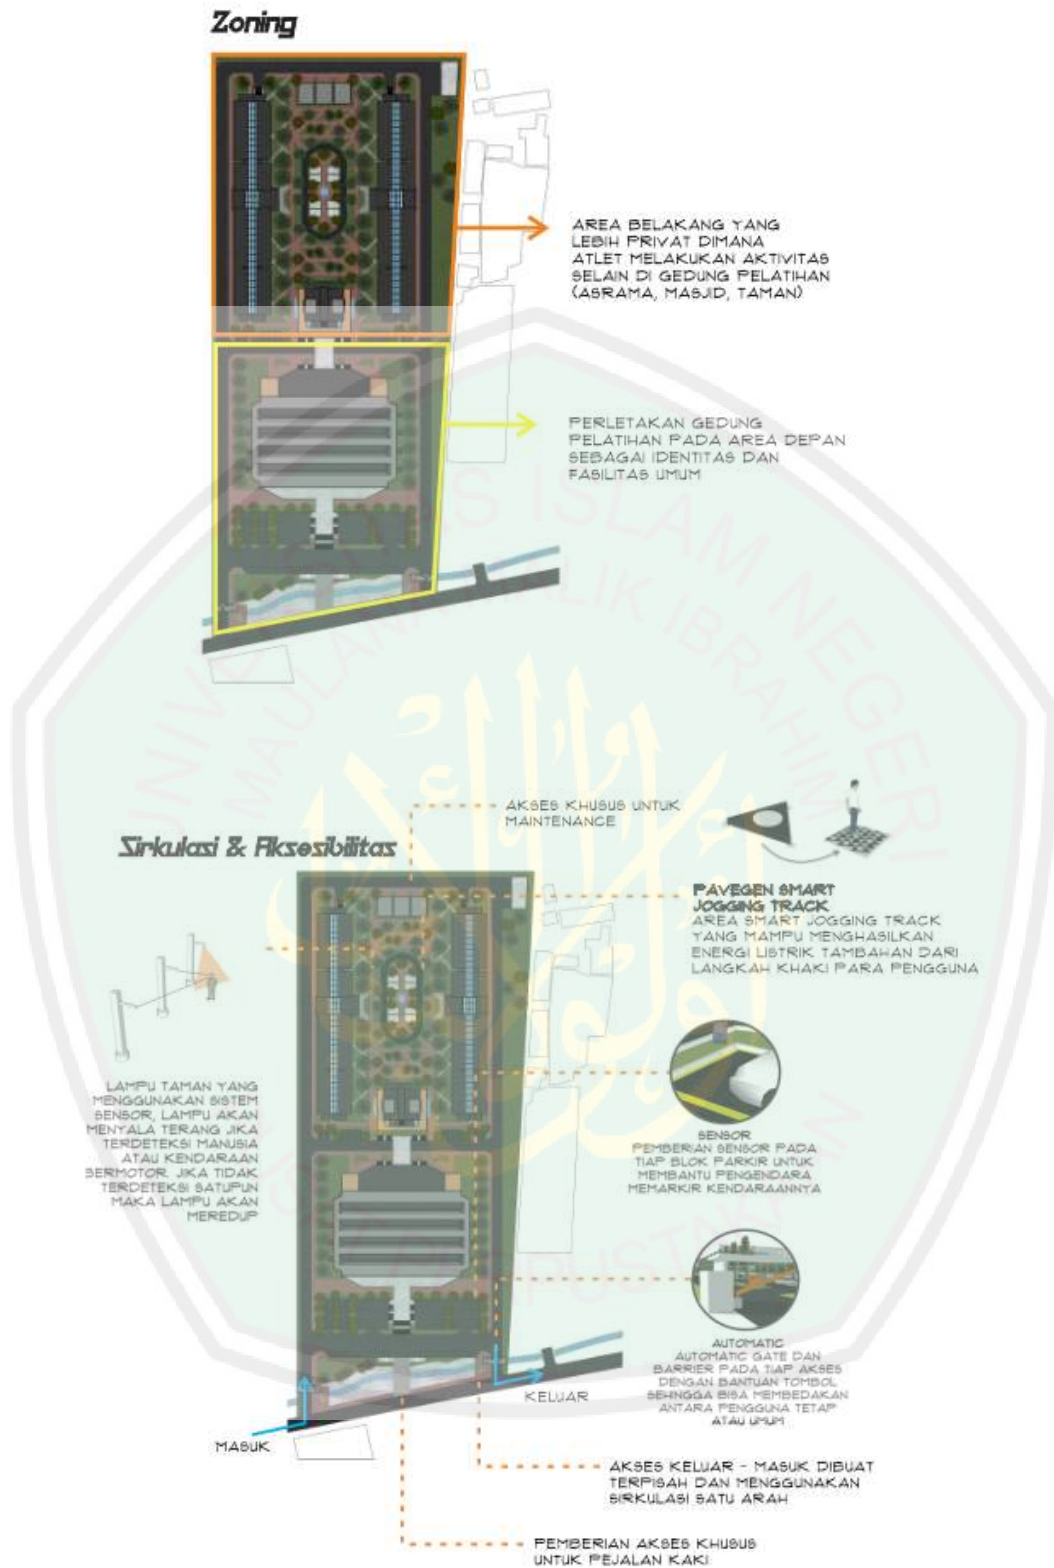 Zoning
AREA BELAKANG YANG
LEBIH PRIVAT DIMANA
ATLET MELAKUKAN AKTIVITAS
SELAIN DI GEDUNG PELATIHAN
(ASRAMA, MASJID, TAMAN)
PERLETAKAN GEDUNG
PELATIHAN PADA AREA DEPAN
SEBAGAI IDENTITAS DAN
FASILITAS UMUM
Sirkulasi & Aksesibilitas
AKSES KHUSUS UNTUK
MAINTENANCE
PAVEGEN SMART
JOGGING TRACK
AREA SMART JOGGING TRACK
YANG MAMPU MENGHASILKAN
ENERGI LISTRIK TAMBAHAN DARI
LANGKAH KHAKI PARA PENGGUNA
LAMPU TAMAN YANG
MENGGUNAKAN SISTEM
SENSOR, LAMPU AKAN
MENYALA TERANG JIKA
TERDETEKSI MANUSIA
ATAU KENDARAAN
BERMOTOR. JIKA TIDAK
TERDETEKSI SATUPUN
MAKA LAMPU AKAN
MEREDUP
SENSOR
PEMBERIAN SENSOR PADA
TIAP BLOK PARKIR UNTUK
MEMBANTU PENGENDARA
MEMARKIR KENDARAANNYA
AUTOMATIC
AUTOMATIC GATE DAN
BARRIER PADA TIAP AKSES
DENGAN BANTUAN TOMBOL
SEHINGGA BISA MEMBEDAKAN
ANTARA PENGGUNA TETAP
ATAU UMUM
KELUAR
MASUK
AKSES KELUAR - MASUK DIBUAT
TERPISAH DAN MENGGUNAKAN
SIRKULASI SATU ARAH
PEMBERIAN AKSES KHUSUS
UNTUK PEJALAN KAKI